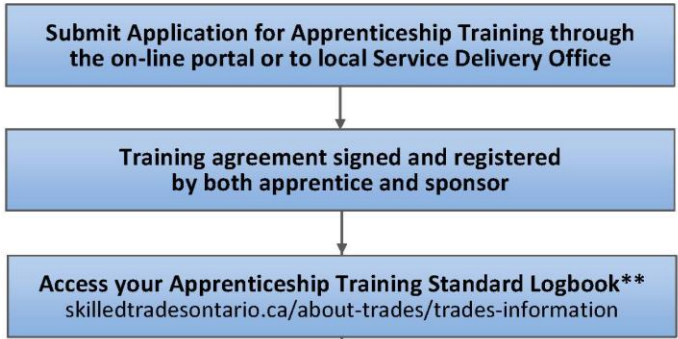 Submit Application for Apprenticeship Training through
the on-line portal or to local Service Delivery Office
Training agreement signed and registered
by both apprentice and sponsor
Access your Apprenticeship Training Standard Logbook**
skilledtradesontario.ca/about-trades/trades-information